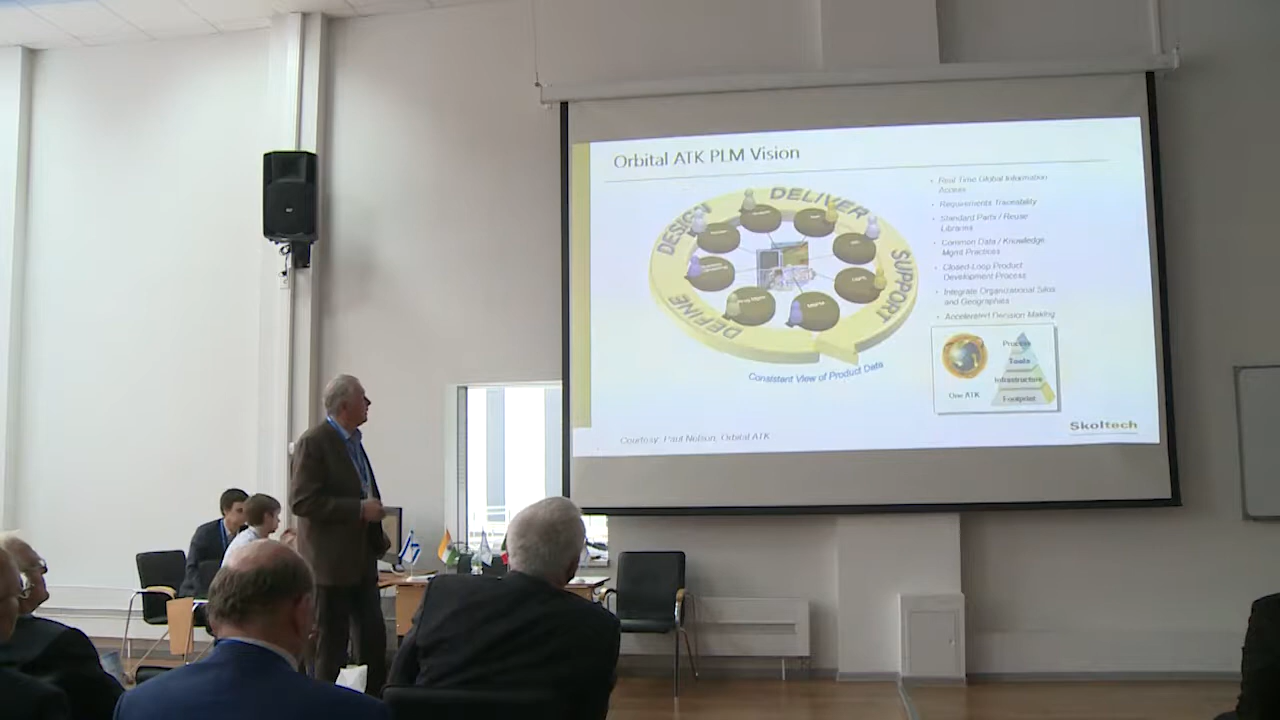 Orbital ATK PLM Vision
Real Time Global Information
Access
Requirements Traceability
Standard Parts / Reuse
Libraries
Common Data / Knowledge
Mgmt Practices
Closed-Loop Product
Development Process
Integrate Organizational Silos
and Geographies
Accelerated Decision Making
DESIGN
DELIVER
SUPPORT
DEFINE
Consistant View of Product Data
One ATK
Process
Tools
Infrastructure
Footprint
Courtesy: Paul Nelson, Orbital ATK
Skoltech